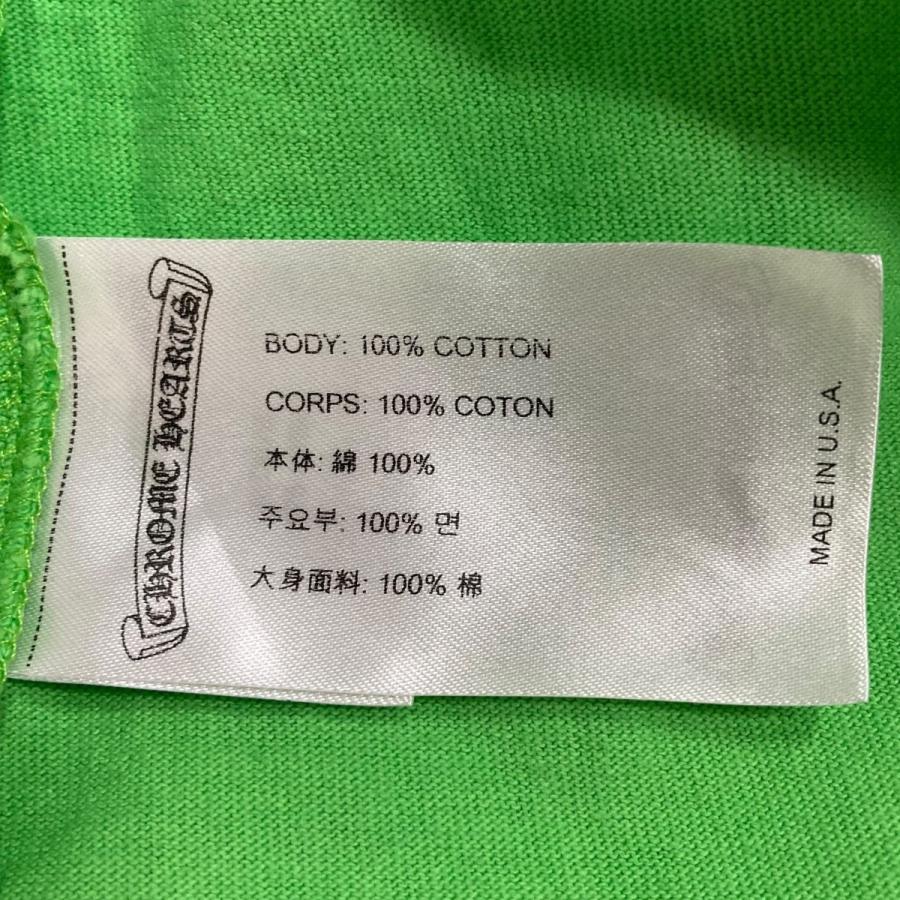 CHROME HEARTS
BODY: 100% COTTON
CORPS: 100% COTON
本体: 綿 100%
주요부: 100% 면
大身面料: 100% 棉
MADE IN U.S.A.